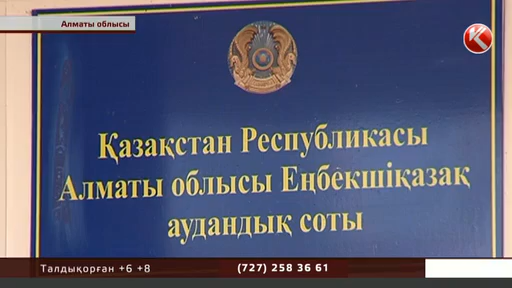 Алматы облысы
Қазақстан Республикасы
Алматы облысы Еңбекшіқазақ
аудандық соты
Талдықорған +6 +8
(727) 258 36 61